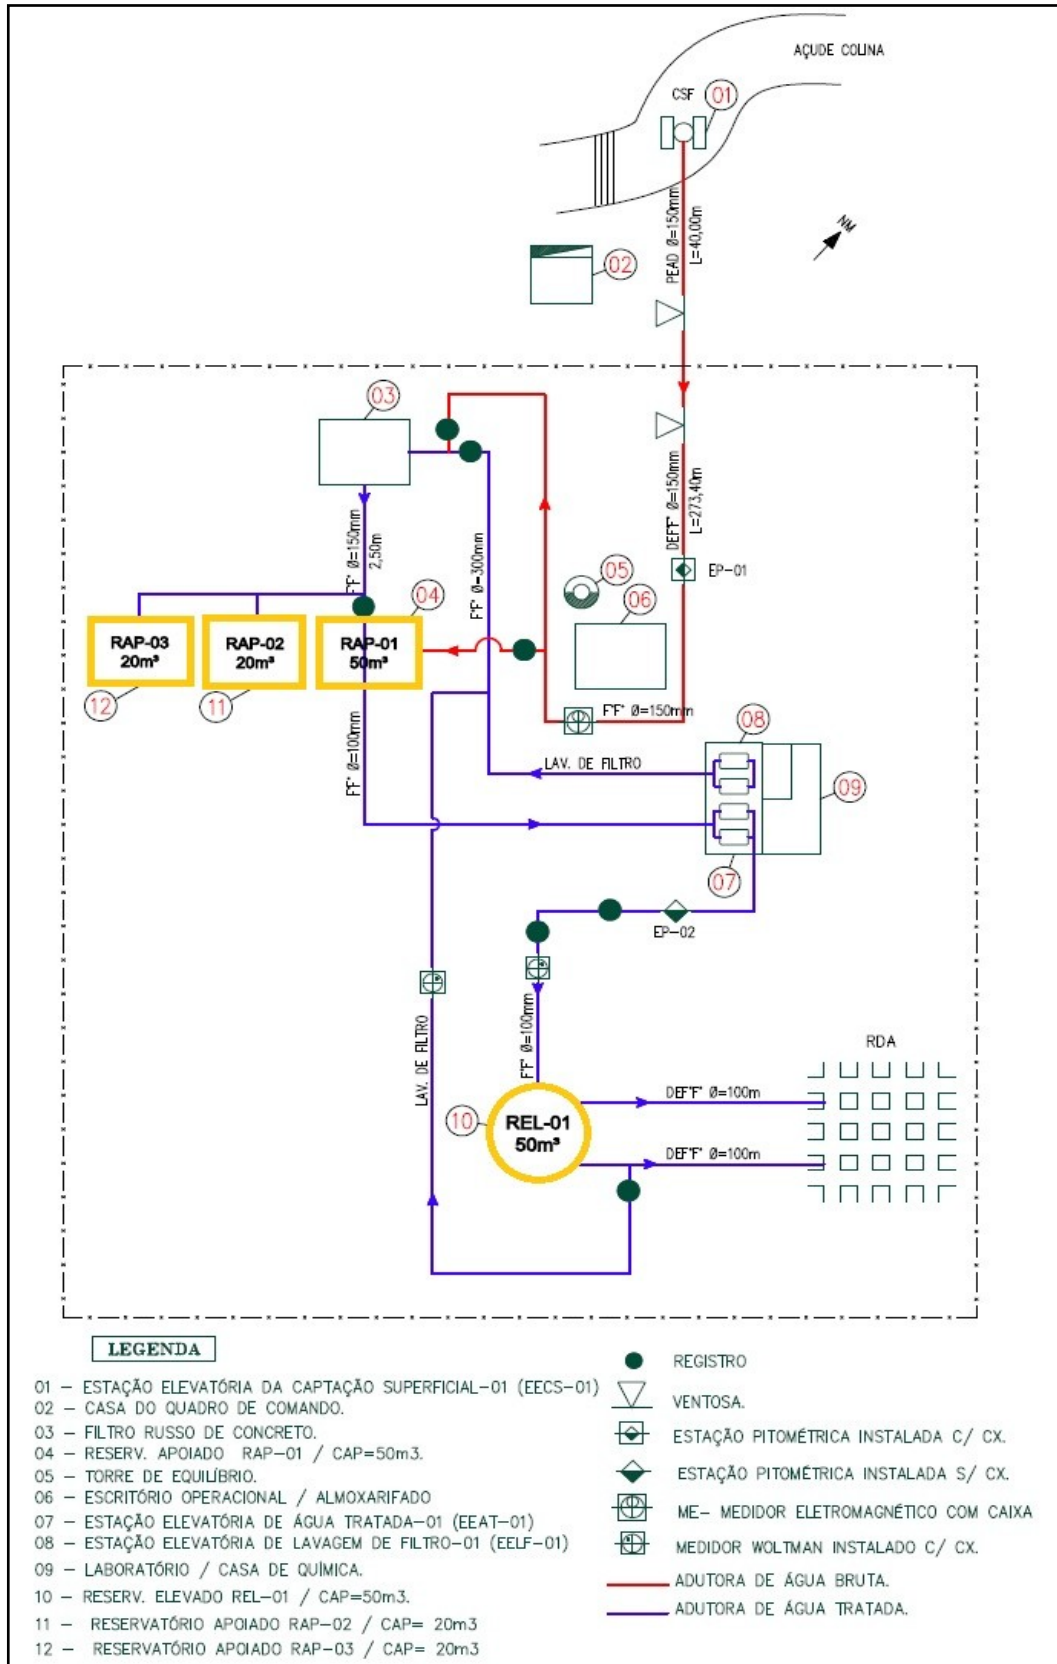 AÇUDE COLINA
CSF
01
PEAD Ø=150mm
L=40,00m
NM
02
03
DEF°F° Ø=150mm
L=273,40m
F°F° Ø=150mm
2,50m
F°F° Ø=300mm
EP-01
05
06
04
RAP-03
20m³
RAP-02
20m³
RAP-01
50m³
12
11
F°F° Ø=150mm
08
F°F° Ø=100mm
LAV. DE FILTRO
09
07
EP-02
F°F° Ø=100mm
LAV. DE FILTRO
RDA
DEF°F° Ø=100m
10
REL-01
50m³
DEF°F° Ø=100m
LEGENDA
01 – ESTAÇÃO ELEVATÓRIA DA CAPTAÇÃO SUPERFICIAL-01 (EECS-01)
02 – CASA DO QUADRO DE COMANDO.
03 – FILTRO RUSSO DE CONCRETO.
04 – RESERV. APOIADO RAP-01 / CAP=50m3.
05 – TORRE DE EQUILÍBRIO.
06 – ESCRITÓRIO OPERACIONAL / ALMOXARIFADO
07 – ESTAÇÃO ELEVATÓRIA DE ÁGUA TRATADA-01 (EEAT-01)
08 – ESTAÇÃO ELEVATÓRIA DE LAVAGEM DE FILTRO-01 (EELF-01)
09 – LABORATÓRIO / CASA DE QUÍMICA.
10 – RESERV. ELEVADO REL-01 / CAP=50m3.
11 – RESERVATÓRIO APOIADO RAP-02 / CAP= 20m3
12 – RESERVATÓRIO APOIADO RAP-03 / CAP= 20m3
REGISTRO
VENTOSA.
ESTAÇÃO PITOMÉTRICA INSTALADA C/ CX.
ESTAÇÃO PITOMÉTRICA INSTALADA S/ CX.
ME- MEDIDOR ELETROMAGNÉTICO COM CAIXA
MEDIDOR WOLTMAN INSTALADO C/ CX.
ADUTORA DE ÁGUA BRUTA.
ADUTORA DE ÁGUA TRATADA.